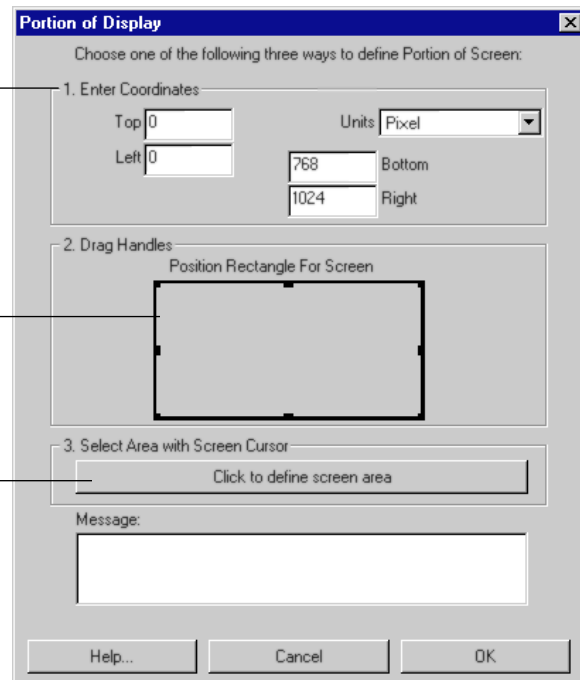 Portion of Display
Choose one of the following three ways to define Portion of Screen:
1. Enter Coordinates
Top 0
Units Pixel
Left 0
768 Bottom
1024 Right
2. Drag Handles
Position Rectangle For Screen
3. Select Area with Screen Cursor
Click to define screen area
Message:
Help... Cancel OK